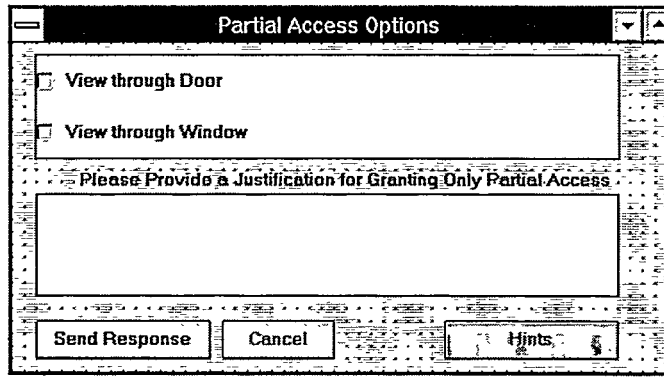 Partial Access Options
View through Door
View through Window
Please Provide a Justification for Granting Only Partial Access
Send Response Cancel Hints